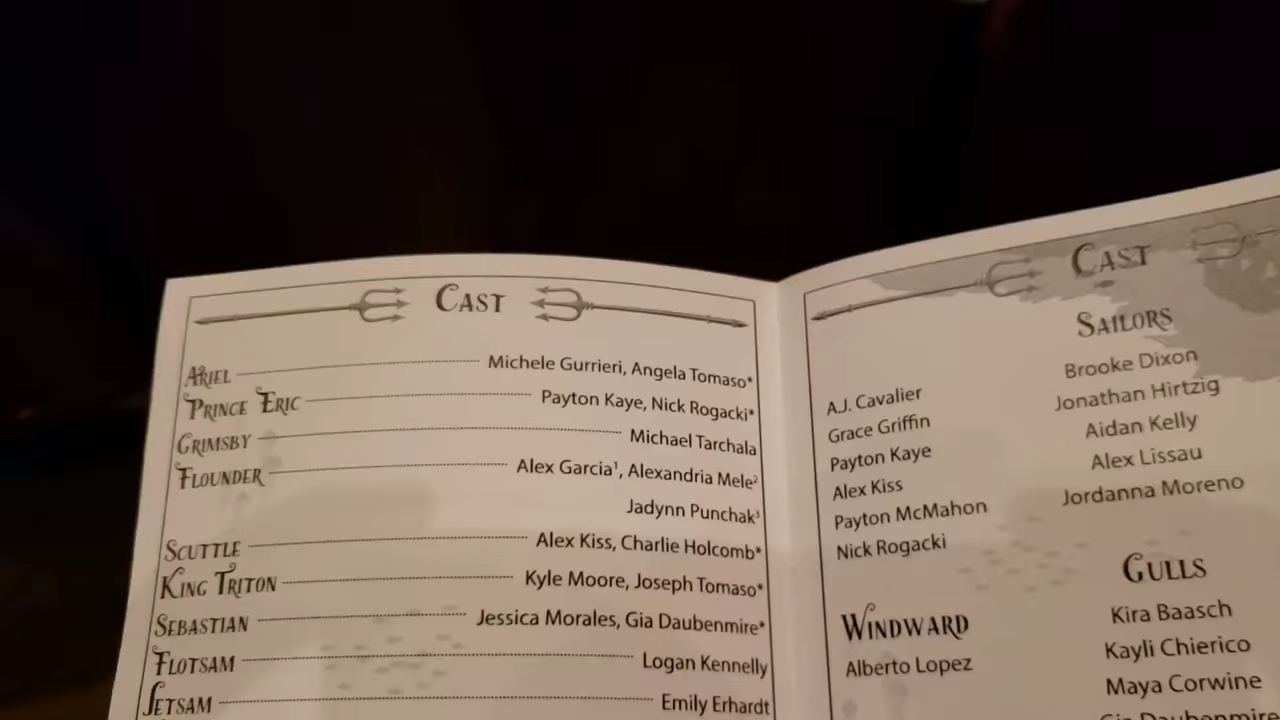 Cast
Ariel Michele Gurrieri, Angela Tomaso*
Prince Eric Payton Kaye, Nick Rogacki*
Grimsby Michael Tarchala
Flounder Alex Garcia¹, Alexandria Mele²
Jadynn Punchak³
Scuttle Alex Kiss, Charlie Holcomb*
King Triton Kyle Moore, Joseph Tomaso*
Sebastian Jessica Morales, Gia Daubenmire*
Flotsam Logan Kennelly
Jetsam Emily Erhardt
Cast
Sailors
A.J. Cavalier
Grace Griffin
Payton Kaye
Alex Kiss
Payton McMahon
Nick Rogacki
Brooke Dixon
Jonathan Hirtzig
Aidan Kelly
Alex Lissau
Jordanna Moreno
Windward
Alberto Lopez
Gulls
Kira Baasch
Kayli Chierico
Maya Corwine
Gia Daubenmire